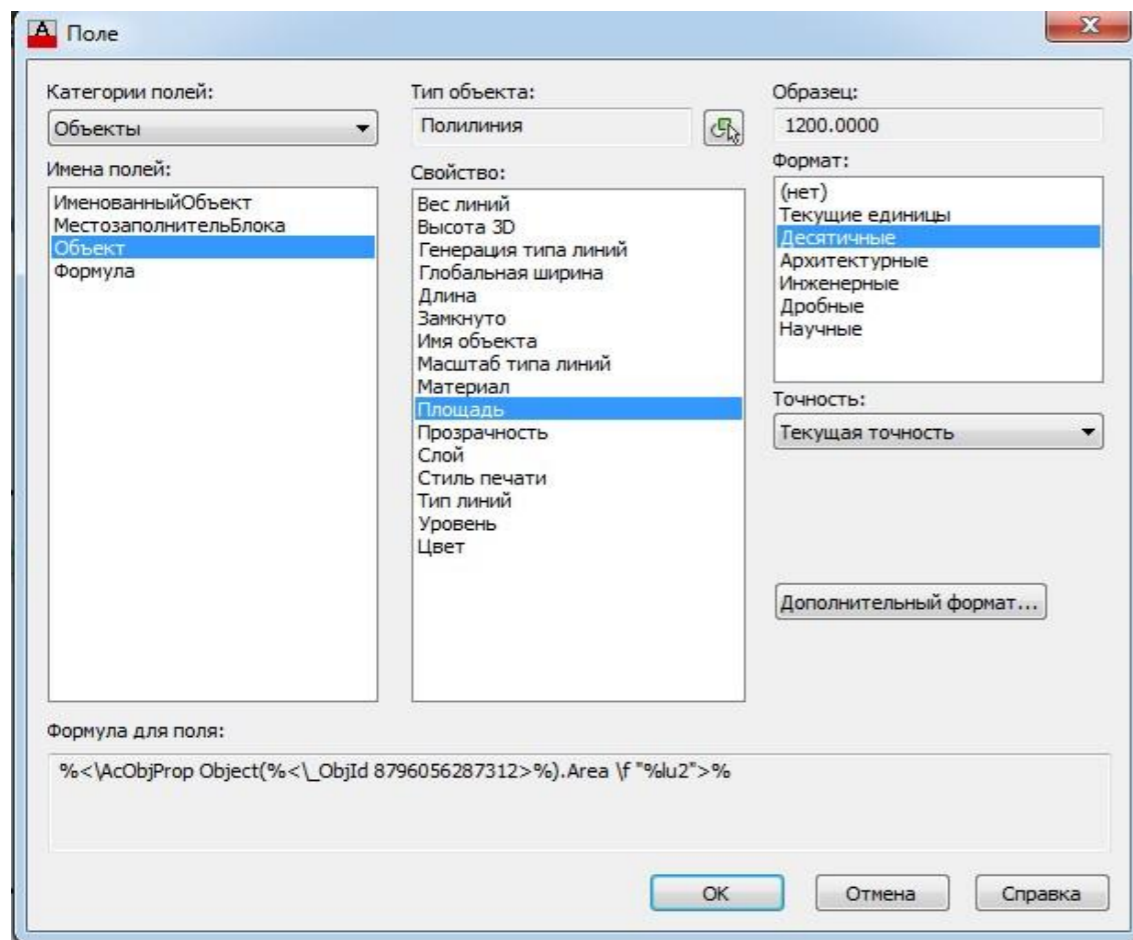 Поле
Категории полей:
Объекты
Имена полей:
ИменованныйОбъект
МестозаполнительБлока
Объект
Формула
Тип объекта:
Полилиния
Свойство:
Вес линий
Высота 3D
Генерация типа линий
Глобальная ширина
Длина
Замкнуто
Имя объекта
Масштаб типа линий
Материал
Площадь
Прозрачность
Слой
Стиль печати
Тип линий
Уровень
Цвет
Образец:
1200.0000
Формат:
(нет)
Текущие единицы
Десятичные
Архитектурные
Инженерные
Дробные
Научные
Точность:
Текущая точность
Дополнительный формат...
Формула для поля:
%<\AcObjProp Object(%<\_ObjId 8796056287312>%).Area \f "%lu2">%
ОК
Отмена
Справка